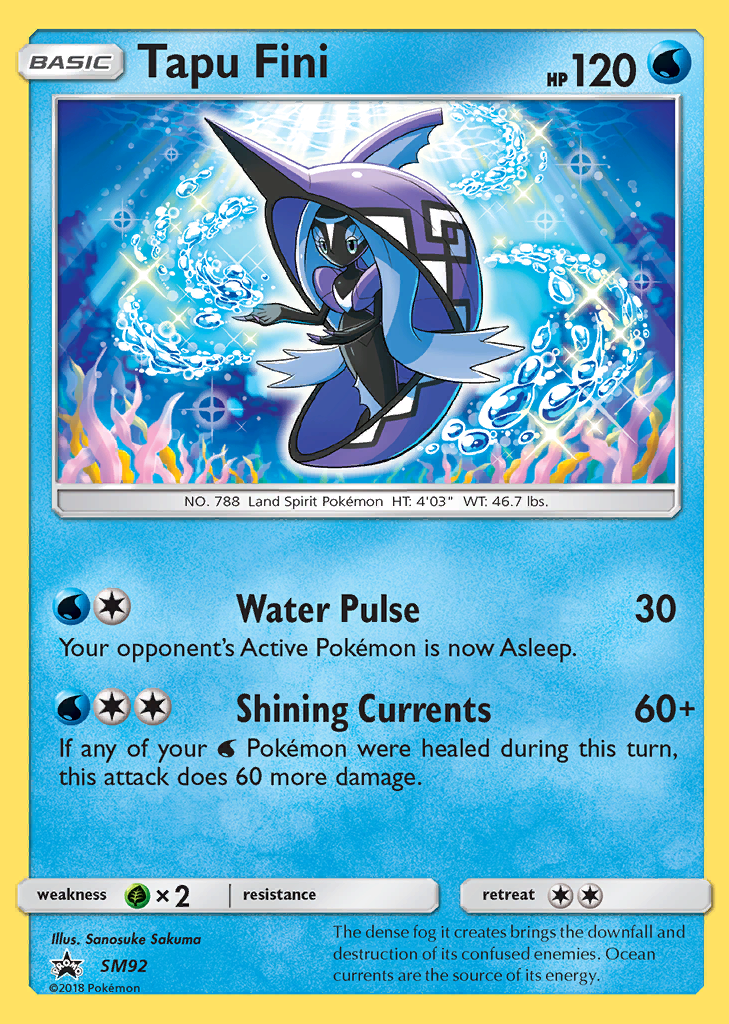 BASIC
Tapu Fini
HP 120
NO. 788 Land Spirit Pokémon HT: 4'03" WT: 46.7 lbs.
Water Pulse 30
Your opponent's Active Pokémon is now Asleep.
Shining Currents 60+
If any of your Pokémon were healed during this turn,
this attack does 60 more damage.
weakness ×2 resistance retreat
Illus. Sanosuke Sakuma
PROMO SM92
©2018 Pokémon
The dense fog it creates brings the downfall and
destruction of its confused enemies. Ocean
currents are the source of its energy.